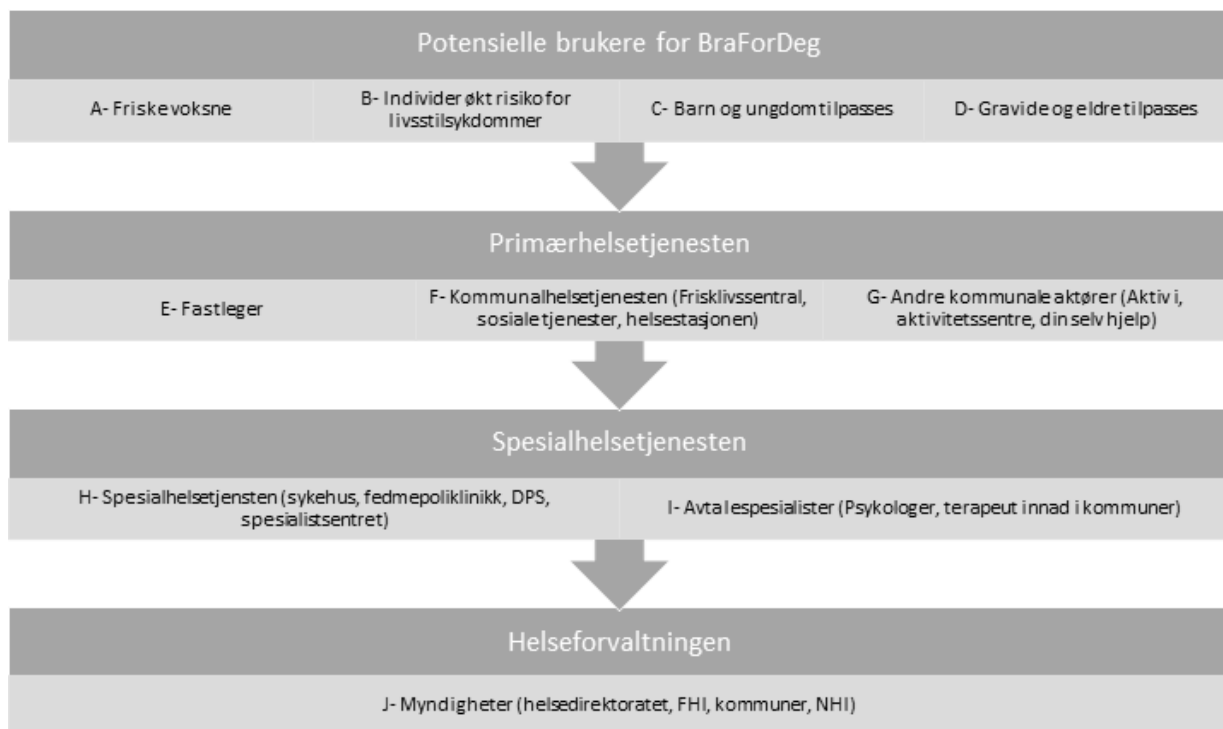 Potensielle brukere for BraForDeg
A- Friske voksne
B- Individer økt risiko for
livsstilsykdommer
C- Barn og ungdom tilpasses
D- Gravide og eldre tilpasses
Primærhelsetjenesten
E- Fastleger
F- Kommunalhelsetjenesten (Frisklivssentral,
sosiale tjenester, helsestasjonen)
G- Andre kommunale aktører (Aktiv i,
aktivitetssentre, din selv hjelp)
Spesialhelsetjenesten
H- Spesialhelsetjensten (sykehus, fedmepoliklinikk, DPS,
spesialistsentret)
I- Avtalespesialister (Psykologer, terapeut innad i kommuner)
Helseforvaltningen
J- Myndigheter (helsedirektoratet, FHI, kommuner, NHI)